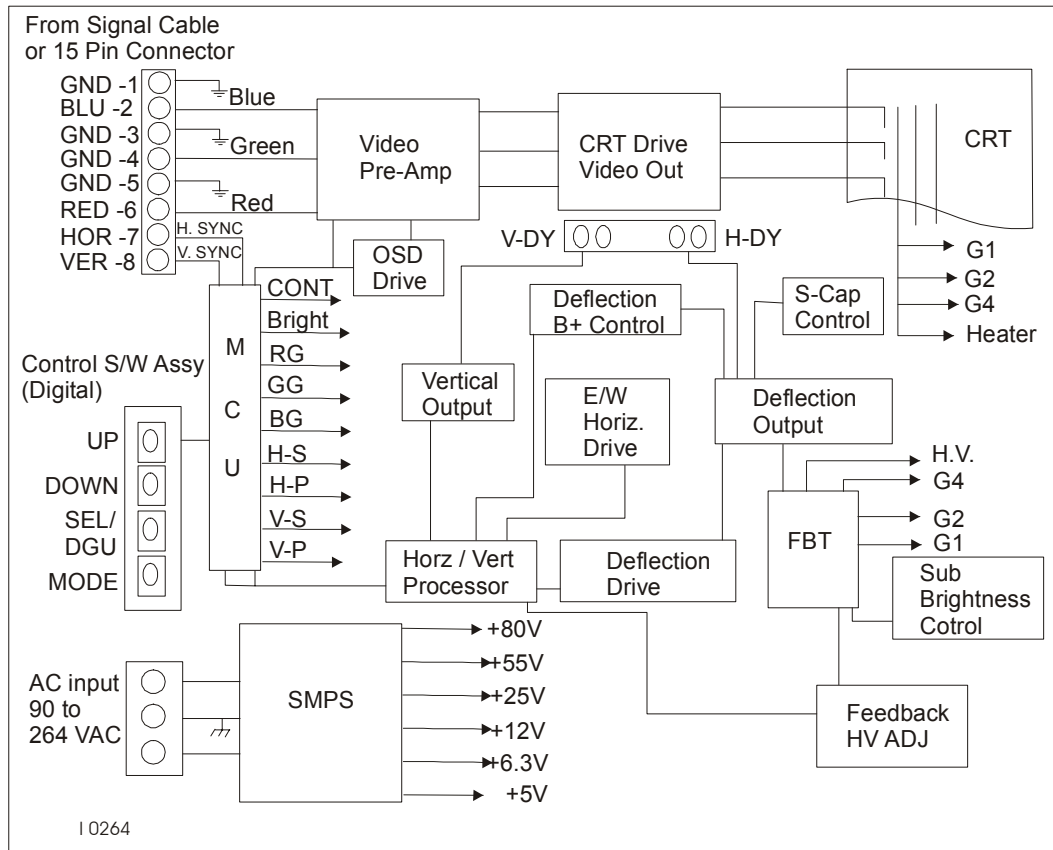 From Signal Cable
or 15 Pin Connector
GND -1
BLU -2
GND -3
GND -4
GND -5
RED -6
HOR -7
VER -8
Blue
Green
Red
H. SYNC
V. SYNC
Video
Pre-Amp
CRT Drive
Video Out
CRT
OSD
Drive
V-DY
H-DY
G1
G2
G4
Heater
S-Cap
Control
Deflection
B+ Control
Control S/W Assy
(Digital)
UP
DOWN
SEL/
DGU
MODE
M
C
U
CONT
Bright
RG
GG
BG
H-S
H-P
V-S
V-P
Vertical
Output
E/W
Horiz.
Drive
Deflection
Output
H.V.
G4
G2
G1
FBT
Horz / Vert
Processor
Deflection
Drive
Sub
Brightness
Cotrol
AC input
90 to
264 VAC
SMPS
+80V
+55V
+25V
+12V
+6.3V
+5V
Feedback
HV ADJ
I 0264